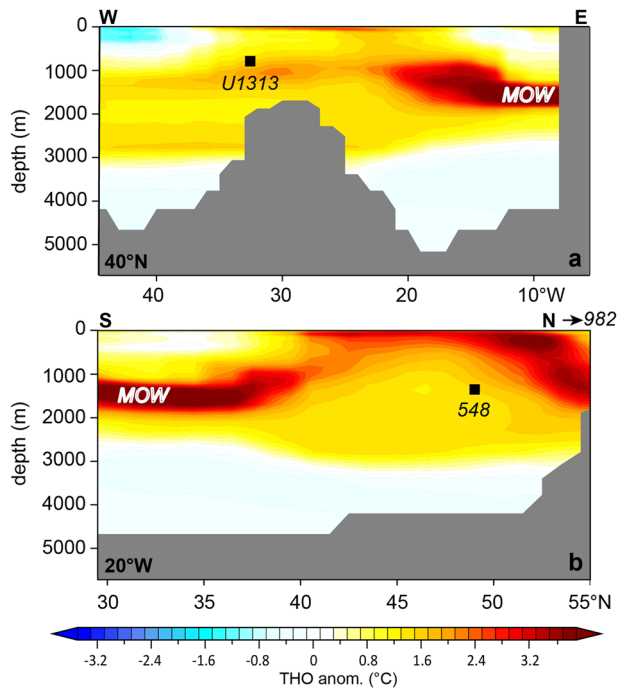 W E
0
1000
2000
3000
4000
5000
depth (m)
U1313
MOW
40°N a
40 30 20 10°W
S N →982
0
1000
2000
3000
4000
5000
depth (m)
MOW
548
20°W b
30 35 40 45 50 55°N
-3.2 -2.4 -1.6 -0.8 0 0.8 1.6 2.4 3.2
THO anom. (°C)